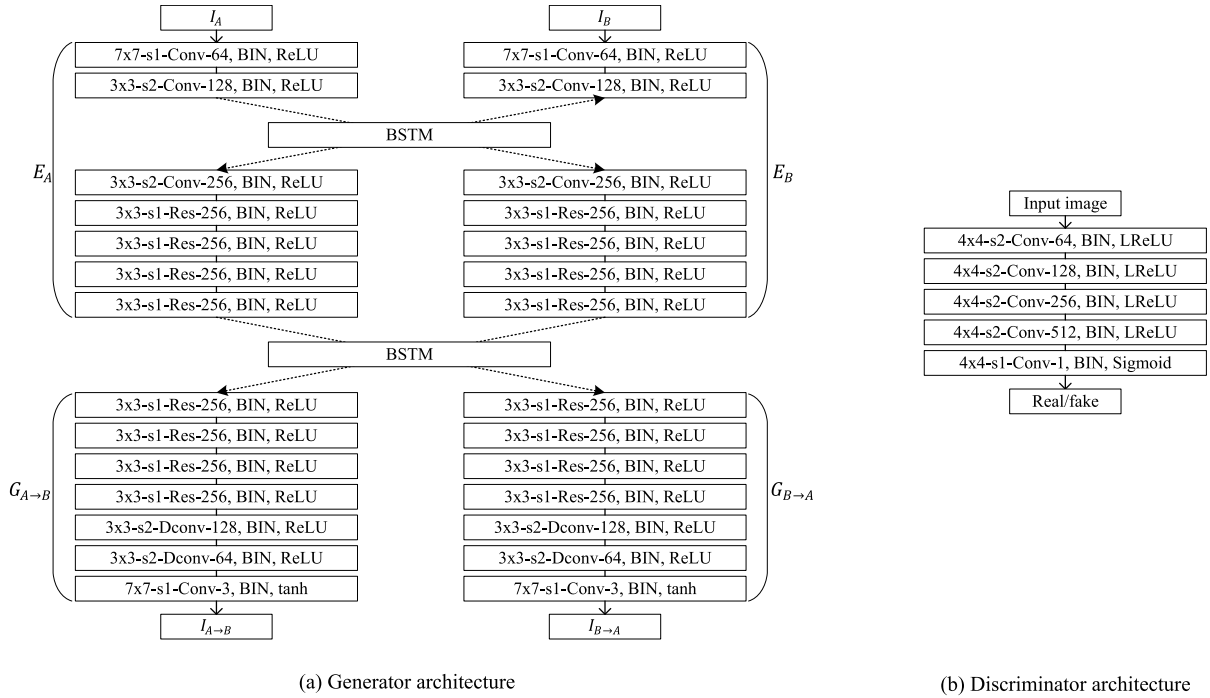 I_A
7x7-s1-Conv-64, BIN, ReLU
3x3-s2-Conv-128, BIN, ReLU
I_B
7x7-s1-Conv-64, BIN, ReLU
3x3-s2-Conv-128, BIN, ReLU
BSTM
E_A
3x3-s2-Conv-256, BIN, ReLU
3x3-s1-Res-256, BIN, ReLU
3x3-s1-Res-256, BIN, ReLU
3x3-s1-Res-256, BIN, ReLU
3x3-s1-Res-256, BIN, ReLU
3x3-s2-Conv-256, BIN, ReLU
3x3-s1-Res-256, BIN, ReLU
3x3-s1-Res-256, BIN, ReLU
3x3-s1-Res-256, BIN, ReLU
3x3-s1-Res-256, BIN, ReLU
E_B
BSTM
G_A→B
3x3-s1-Res-256, BIN, ReLU
3x3-s1-Res-256, BIN, ReLU
3x3-s1-Res-256, BIN, ReLU
3x3-s1-Res-256, BIN, ReLU
3x3-s2-Dconv-128, BIN, ReLU
3x3-s2-Dconv-64, BIN, ReLU
7x7-s1-Conv-3, BIN, tanh
I_A→B
3x3-s1-Res-256, BIN, ReLU
3x3-s1-Res-256, BIN, ReLU
3x3-s1-Res-256, BIN, ReLU
3x3-s1-Res-256, BIN, ReLU
3x3-s2-Dconv-128, BIN, ReLU
3x3-s2-Dconv-64, BIN, ReLU
7x7-s1-Conv-3, BIN, tanh
I_B→A
G_B→A
(a) Generator architecture
Input image
4x4-s2-Conv-64, BIN, LReLU
4x4-s2-Conv-128, BIN, LReLU
4x4-s2-Conv-256, BIN, LReLU
4x4-s2-Conv-512, BIN, LReLU
4x4-s1-Conv-1, BIN, Sigmoid
Real/fake
(b) Discriminator architecture